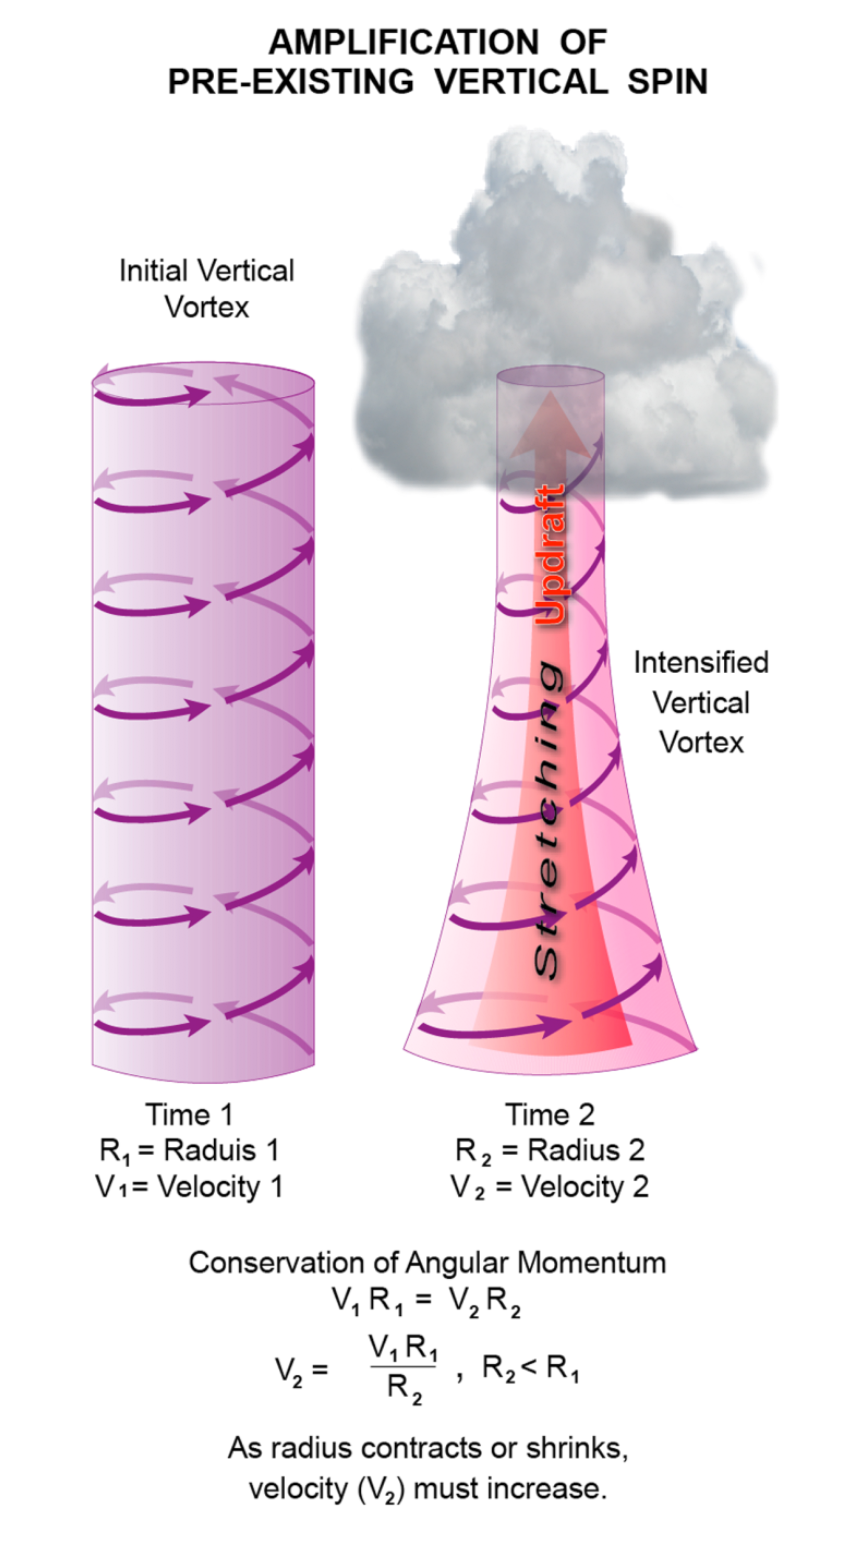 AMPLIFICATION OF
PRE-EXISTING VERTICAL SPIN
Initial Vertical
Vortex
Updraft
Stretching
Intensified
Vertical
Vortex
Time 1
R₁ = Raduis 1
V₁ = Velocity 1
Time 2
R₂ = Radius 2
V₂ = Velocity 2
Conservation of Angular Momentum
V₁ R₁ = V₂ R₂
V₂ = V₁ R₁ / R₂ , R₂ < R₁
As radius contracts or shrinks,
velocity (V₂) must increase.